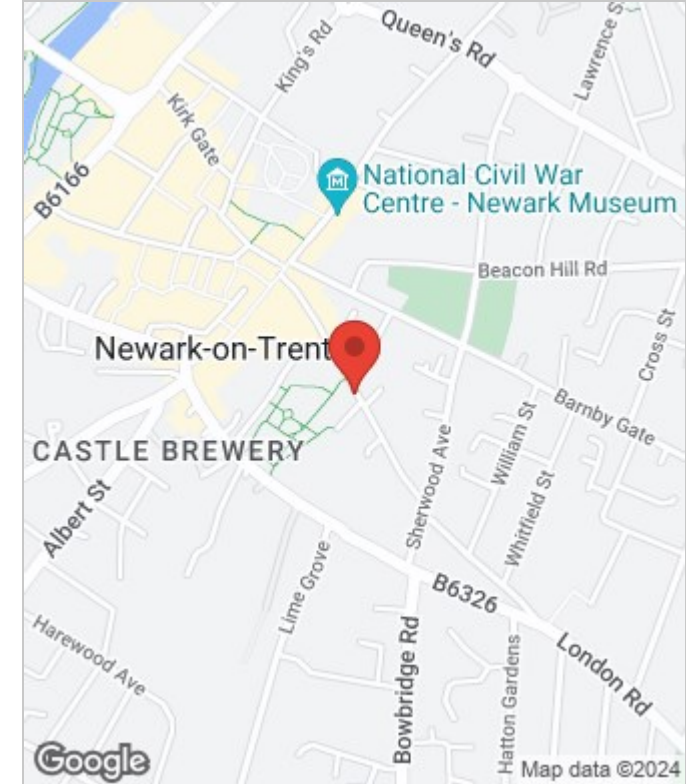 Queen's Rd
King's Rd
Lawrence S
Kirk Gate
B6166
National Civil War
Centre - Newark Museum
Beacon Hill Rd
Newark-on-Trent
Cross St
Barnby Gate
CASTLE BREWERY
William St
Sherwood Ave
Whitfield St
Albert St
Lime Grove
B6326
Harewood Ave
Bowbridge Rd
Hatton Gardens
London Rd
Google
Map data ©2024